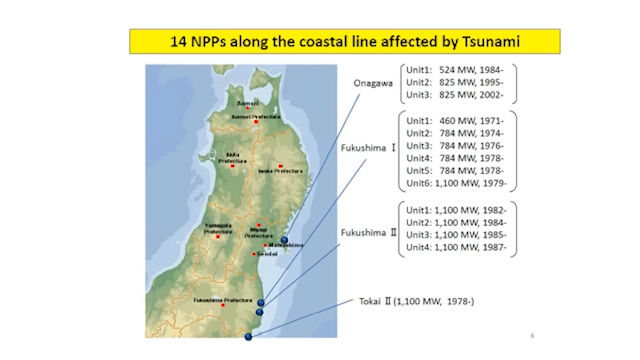 14 NPPs along the coastal line affected by Tsunami
Aomori
Aomori Prefecture
Akita
Prefecture
Iwate Prefecture
Yamagata
Prefecture
Miyagi
Prefecture
Matsushima
Sendai
Fukushima Prefecture
Onagawa
Unit1: 524 MW, 1984-
Unit2: 825 MW, 1995-
Unit3: 825 MW, 2002-
Fukushima Ⅰ
Unit1: 460 MW, 1971-
Unit2: 784 MW, 1974-
Unit3: 784 MW, 1976-
Unit4: 784 MW, 1978-
Unit5: 784 MW, 1978-
Unit6: 1,100 MW, 1979-
Fukushima Ⅱ
Unit1: 1,100 MW, 1982-
Unit2: 1,100 MW, 1984-
Unit3: 1,100 MW, 1985-
Unit4: 1,100 MW, 1987-
Tokai Ⅱ (1,100 MW, 1978-)
6